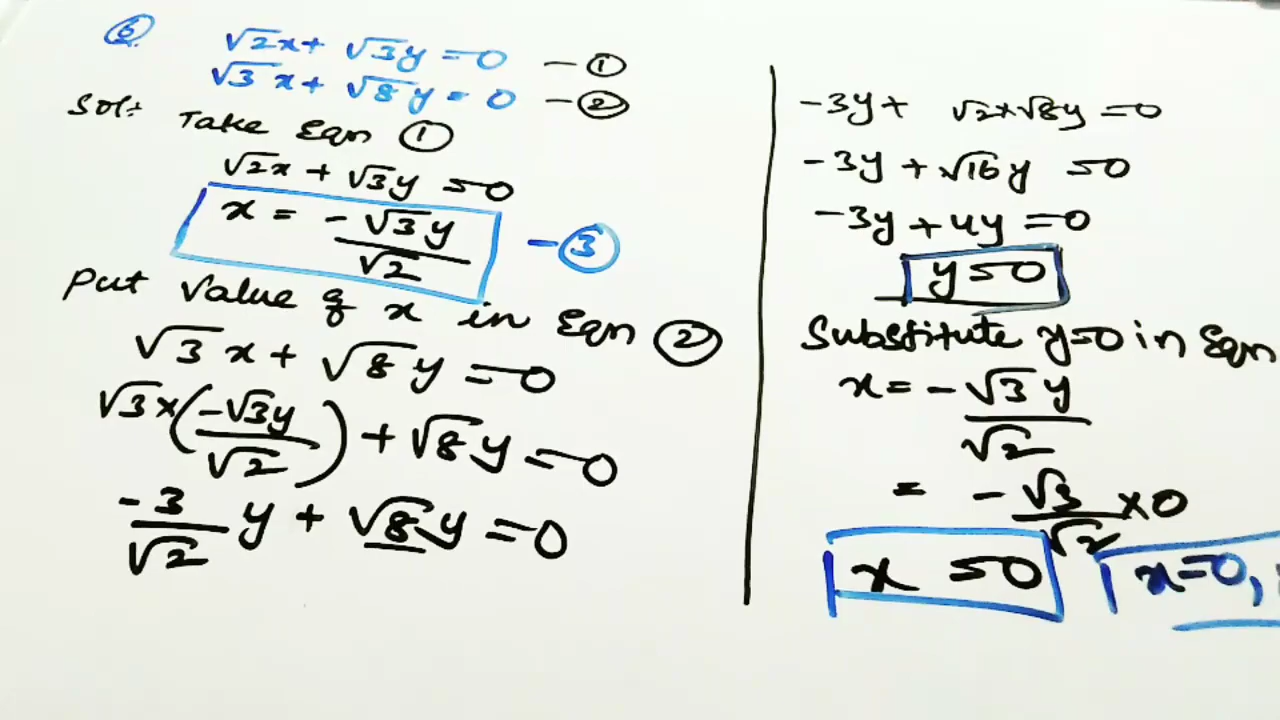 ⑥ √2x + √3y = 0 — ①
√3x + √8y = 0 — ②
Sol: Take Eqn ①
√2x + √3y = 0
x = -√3y/√2 — ③
Put value of x in Eqn ②
√3x + √8y = 0
√3×(-√3y/√2) + √8y = 0
-3/√2 y + √8y = 0
-3y + √2×√8y = 0
-3y + √16y = 0
-3y + 4y = 0
y = 0
Substitute y=0 in Eqn
x = -√3y/√2
= -√3/√2 × 0
x = 0
x=0,